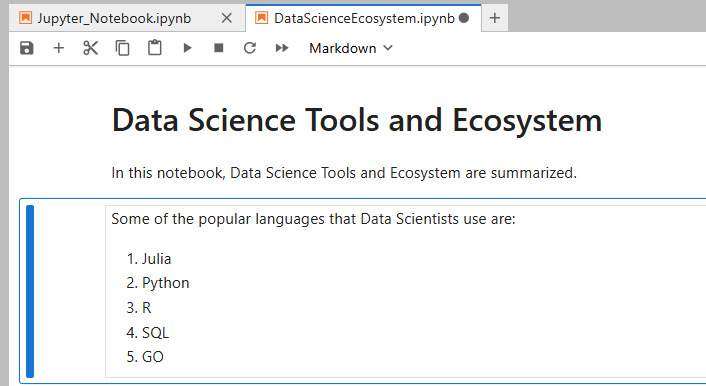 Jupyter_Notebook.ipynb
DataScienceEcosystem.ipynb
Markdown
Data Science Tools and Ecosystem
In this notebook, Data Science Tools and Ecosystem are summarized.
Some of the popular languages that Data Scientists use are:
1. Julia
2. Python
3. R
4. SQL
5. GO